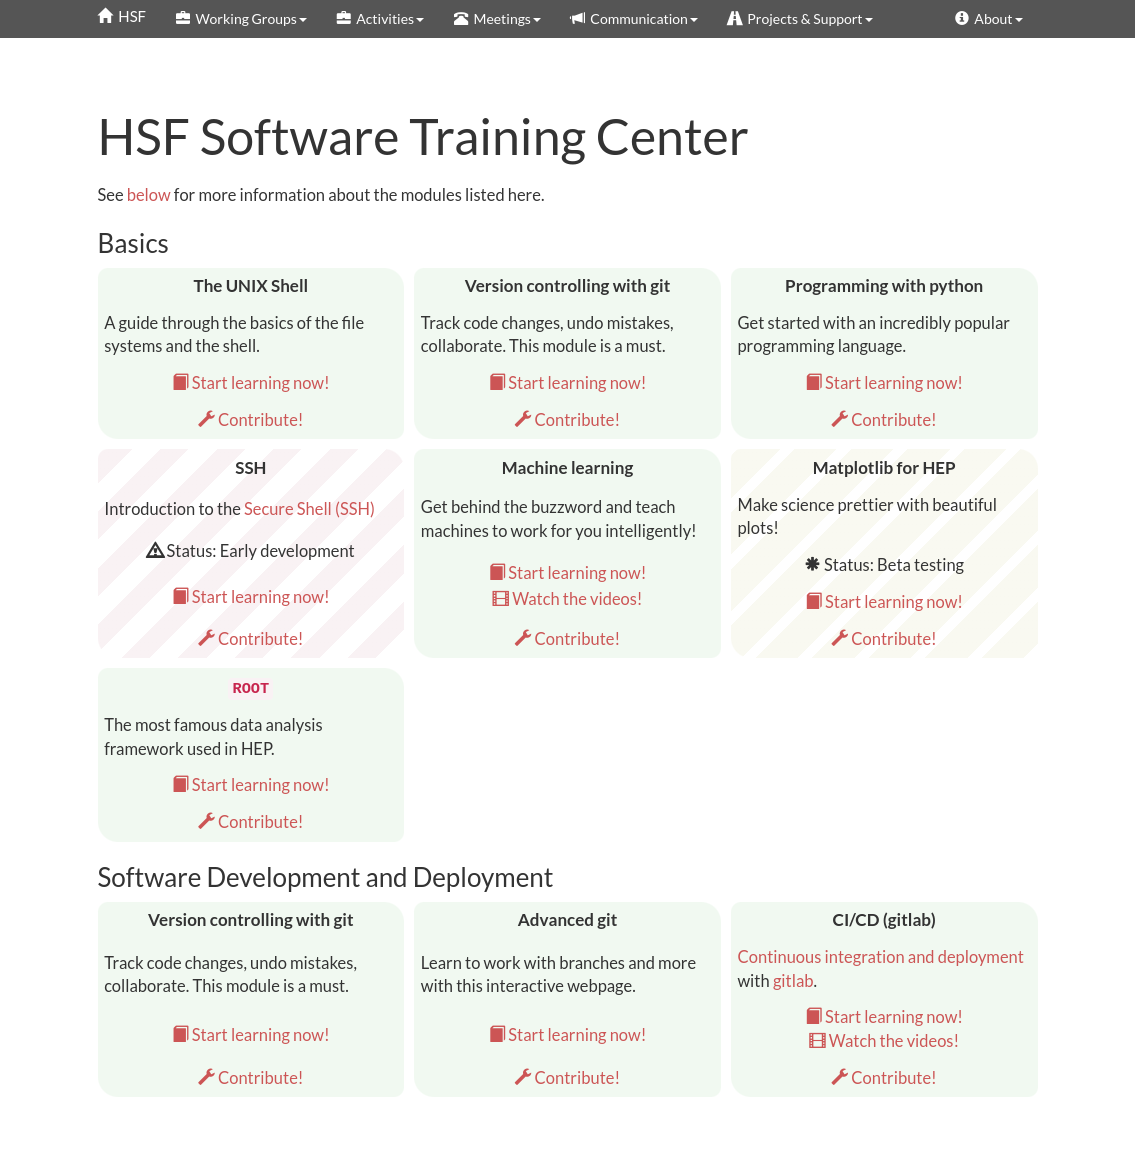 HSF Working Groups Activities Meetings Communication Projects & Support About
HSF Software Training Center
See below for more information about the modules listed here.
Basics
The UNIX Shell
A guide through the basics of the file
systems and the shell.
Start learning now!
Contribute!
Version controlling with git
Track code changes, undo mistakes,
collaborate. This module is a must.
Start learning now!
Contribute!
Programming with python
Get started with an incredibly popular
programming language.
Start learning now!
Contribute!
SSH
Introduction to the Secure Shell (SSH)
Status: Early development
Start learning now!
Contribute!
Machine learning
Get behind the buzzword and teach
machines to work for you intelligently!
Start learning now!
Watch the videos!
Contribute!
Matplotlib for HEP
Make science prettier with beautiful
plots!
Status: Beta testing
Start learning now!
Contribute!
ROOT
The most famous data analysis
framework used in HEP.
Start learning now!
Contribute!
Software Development and Deployment
Version controlling with git
Track code changes, undo mistakes,
collaborate. This module is a must.
Start learning now!
Contribute!
Advanced git
Learn to work with branches and more
with this interactive webpage.
Start learning now!
Contribute!
CI/CD (gitlab)
Continuous integration and deployment
with gitlab.
Start learning now!
Watch the videos!
Contribute!